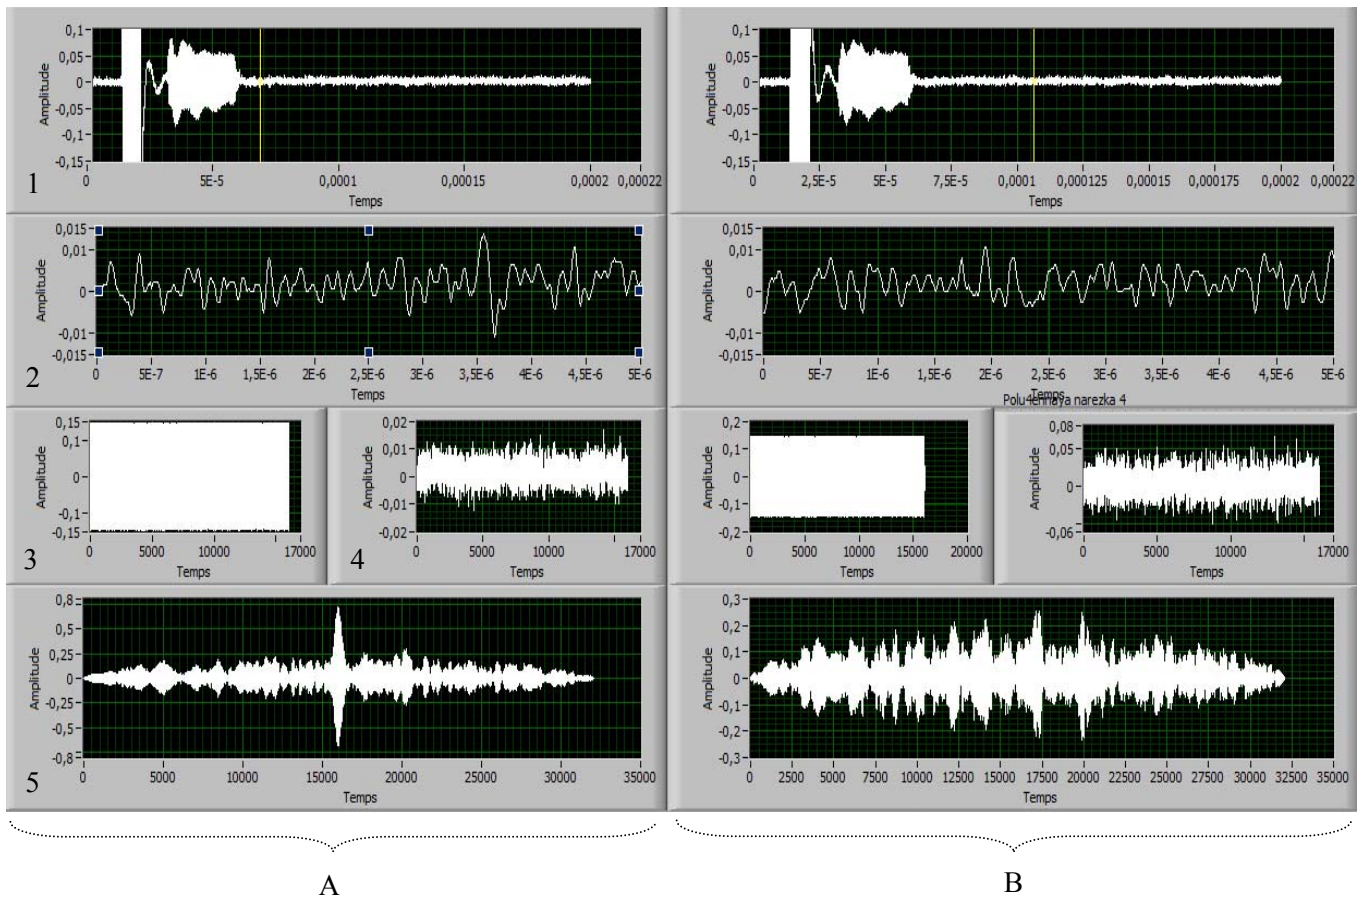 0,1 0,05 0 -0,05 -0,1 -0,15
Amplitude
0 5E-5 0,0001 0,00015 0,0002 0,00022
Temps
1
0,1 0,05 0 -0,05 -0,1 -0,15
Amplitude
0 2,5E-5 5E-5 7,5E-5 0,0001 0,000125 0,00015 0,000175 0,0002 0,00022
Temps
0,015 0,01 0 -0,01 -0,015
Amplitude
0 5E-7 1E-6 1,5E-6 2E-6 2,5E-6 3E-6 3,5E-6 4E-6 4,5E-6 5E-6
Temps
2
0,015 0,01 0 -0,01 -0,015
Amplitude
0 5E-7 1E-6 1,5E-6 2E-6 2,5E-6 3E-6 3,5E-6 4E-6 4,5E-6 5E-6
Temps
0,15 0,1 0 -0,1 -0,15
Amplitude
0 5000 10000 17000
Temps
3
0,02 0,01 0 -0,01 -0,02
Amplitude
0 5000 10000 17000
Temps
4
0,2 0,1 0 -0,1 -0,2
Amplitude
0 5000 10000 15000 20000
Temps
Polu4ennaya narezka 4
0,08 0,05 0 -0,06
Amplitude
0 5000 10000 17000
Temps
0,8 0,5 0,25 0 -0,25 -0,5 -0,8
Amplitude
0 5000 10000 15000 20000 25000 30000 35000
Temps
5
0,3 0,2 0,1 0 -0,1 -0,2 -0,3
Amplitude
0 2500 5000 7500 10000 12500 15000 17500 20000 22500 25000 27500 30000 32500 35000
Temps
A
B